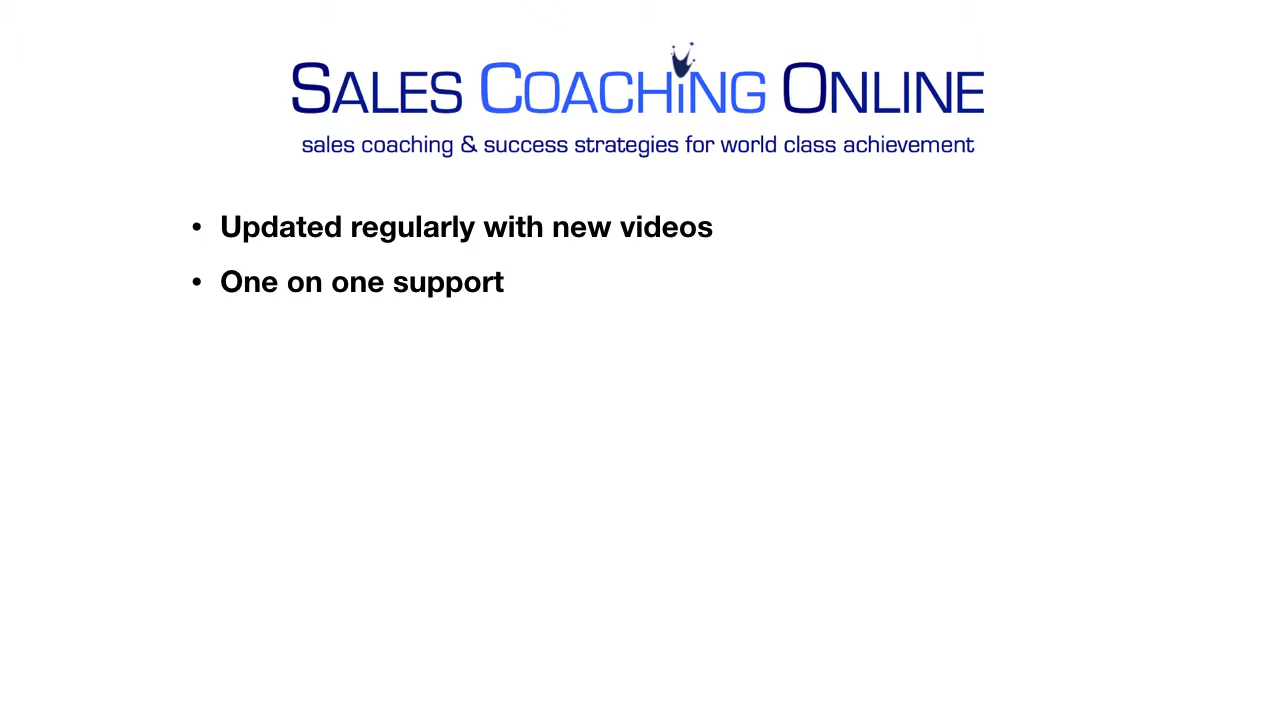 SALES COACHiNG ONLINE
sales coaching & success strategies for world class achievement
• Updated regularly with new videos
• One on one support